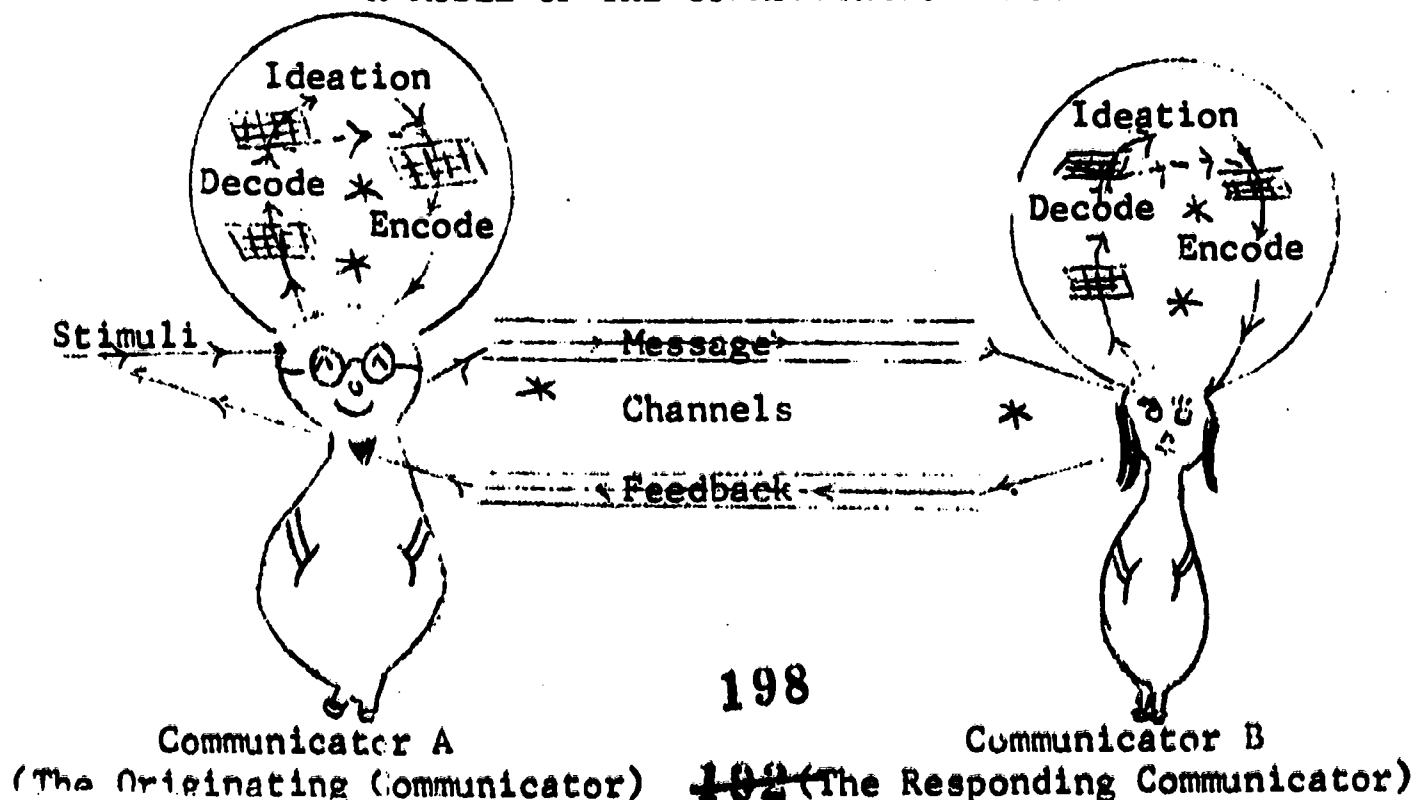 Ideation
Decode
Encode
Ideation
Decode
Encode
Stimuli
Message
Channels
Feedback
198
Communicator A
Communicator B
(The Originating Communicator)
102 (The Responding Communicator)